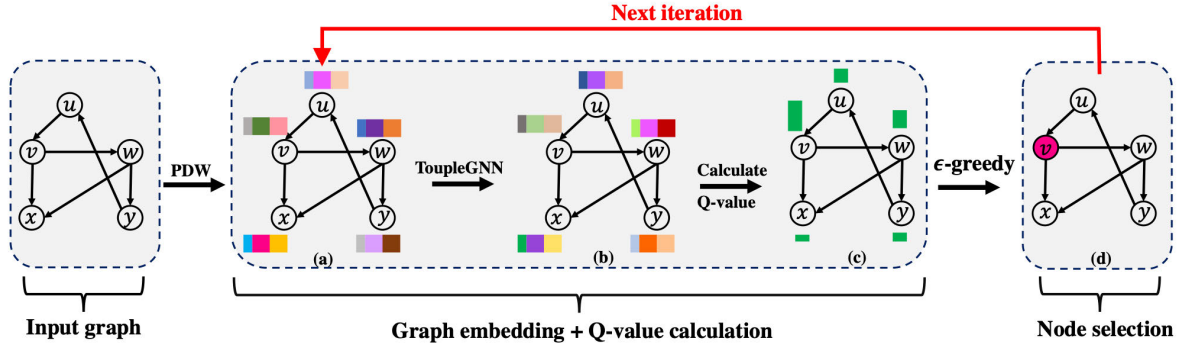 Next iteration
u
v
w
x
y
PDW
u
v
w
x
y
(a)
ToupleGNN
u
v
w
x
y
(b)
Calculate
Q-value
u
v
w
x
y
(c)
ϵ-greedy
u
v
w
x
y
(d)
Input graph
Graph embedding + Q-value calculation
Node selection